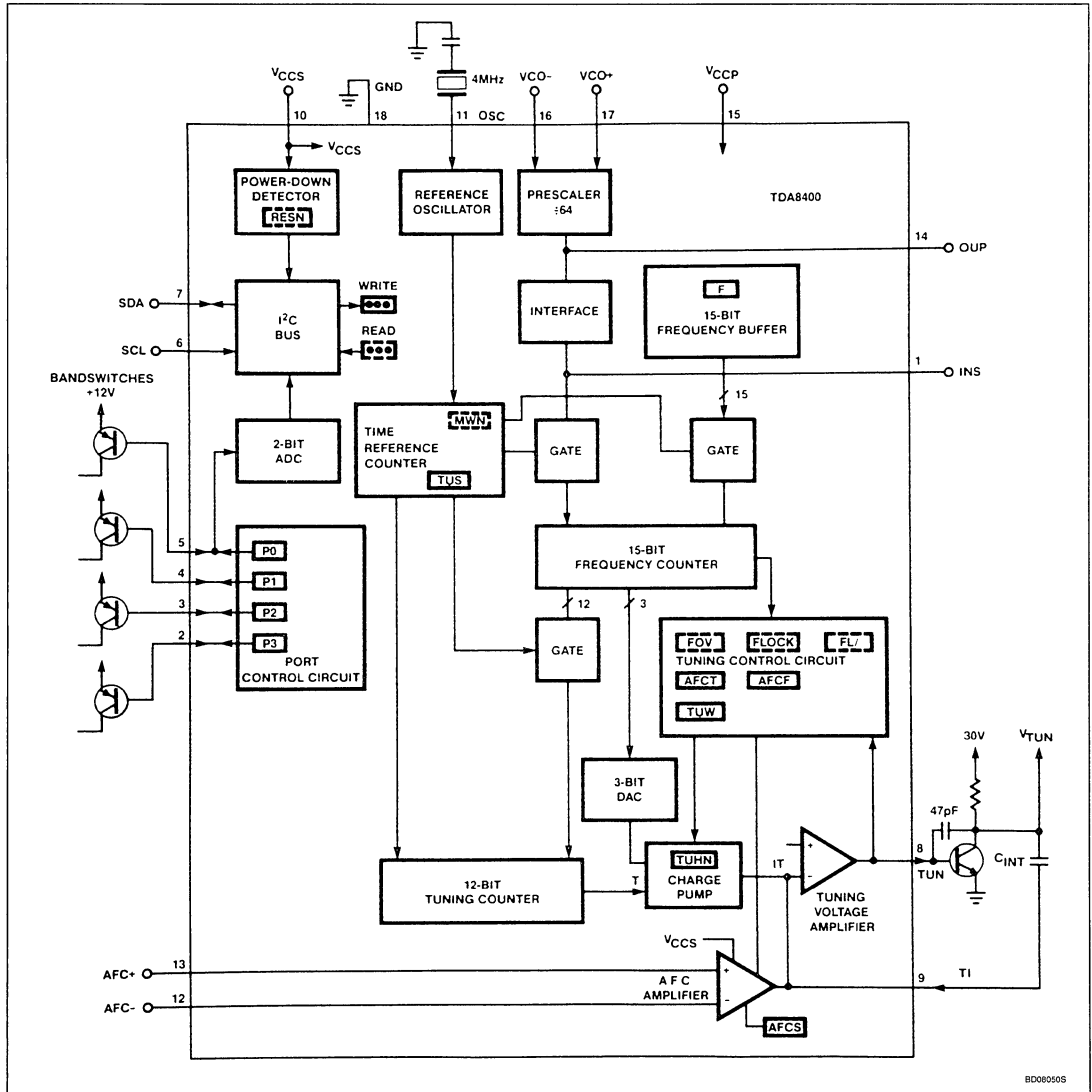 4MHz
VCCS
GND
VCO-
VCO+
VCCP
10
18
11
OSC
16
17
15
VCCS
POWER-DOWN
DETECTOR
RESN
REFERENCE
OSCILLATOR
PRESCALER
÷64
TDA8400
14
OUP
SDA
7
I²C
BUS
WRITE
READ
INTERFACE
F
15-BIT
FREQUENCY BUFFER
SCL
6
1
INS
BANDSWITCHES
+12V
15
2-BIT
ADC
TIME
REFERENCE
COUNTER
MWN
TUS
GATE
GATE
5
P0
4
P1
3
P2
2
P3
PORT
CONTROL CIRCUIT
15-BIT
FREQUENCY COUNTER
12
3
GATE
FOV
FLOCK
FL/
TUNING CONTROL CIRCUIT
AFCT
AFCF
TUW
3-BIT
DAC
30V
VTUN
47pF
8
TUN
CINT
12-BIT
TUNING COUNTER
T
TUHN
CHARGE
PUMP
IT
+
-
TUNING
VOLTAGE
AMPLIFIER
VCCS
AFC+
13
+
AFC
AMPLIFIER
9
TI
AFC-
12
-
AFCS
BD08050S